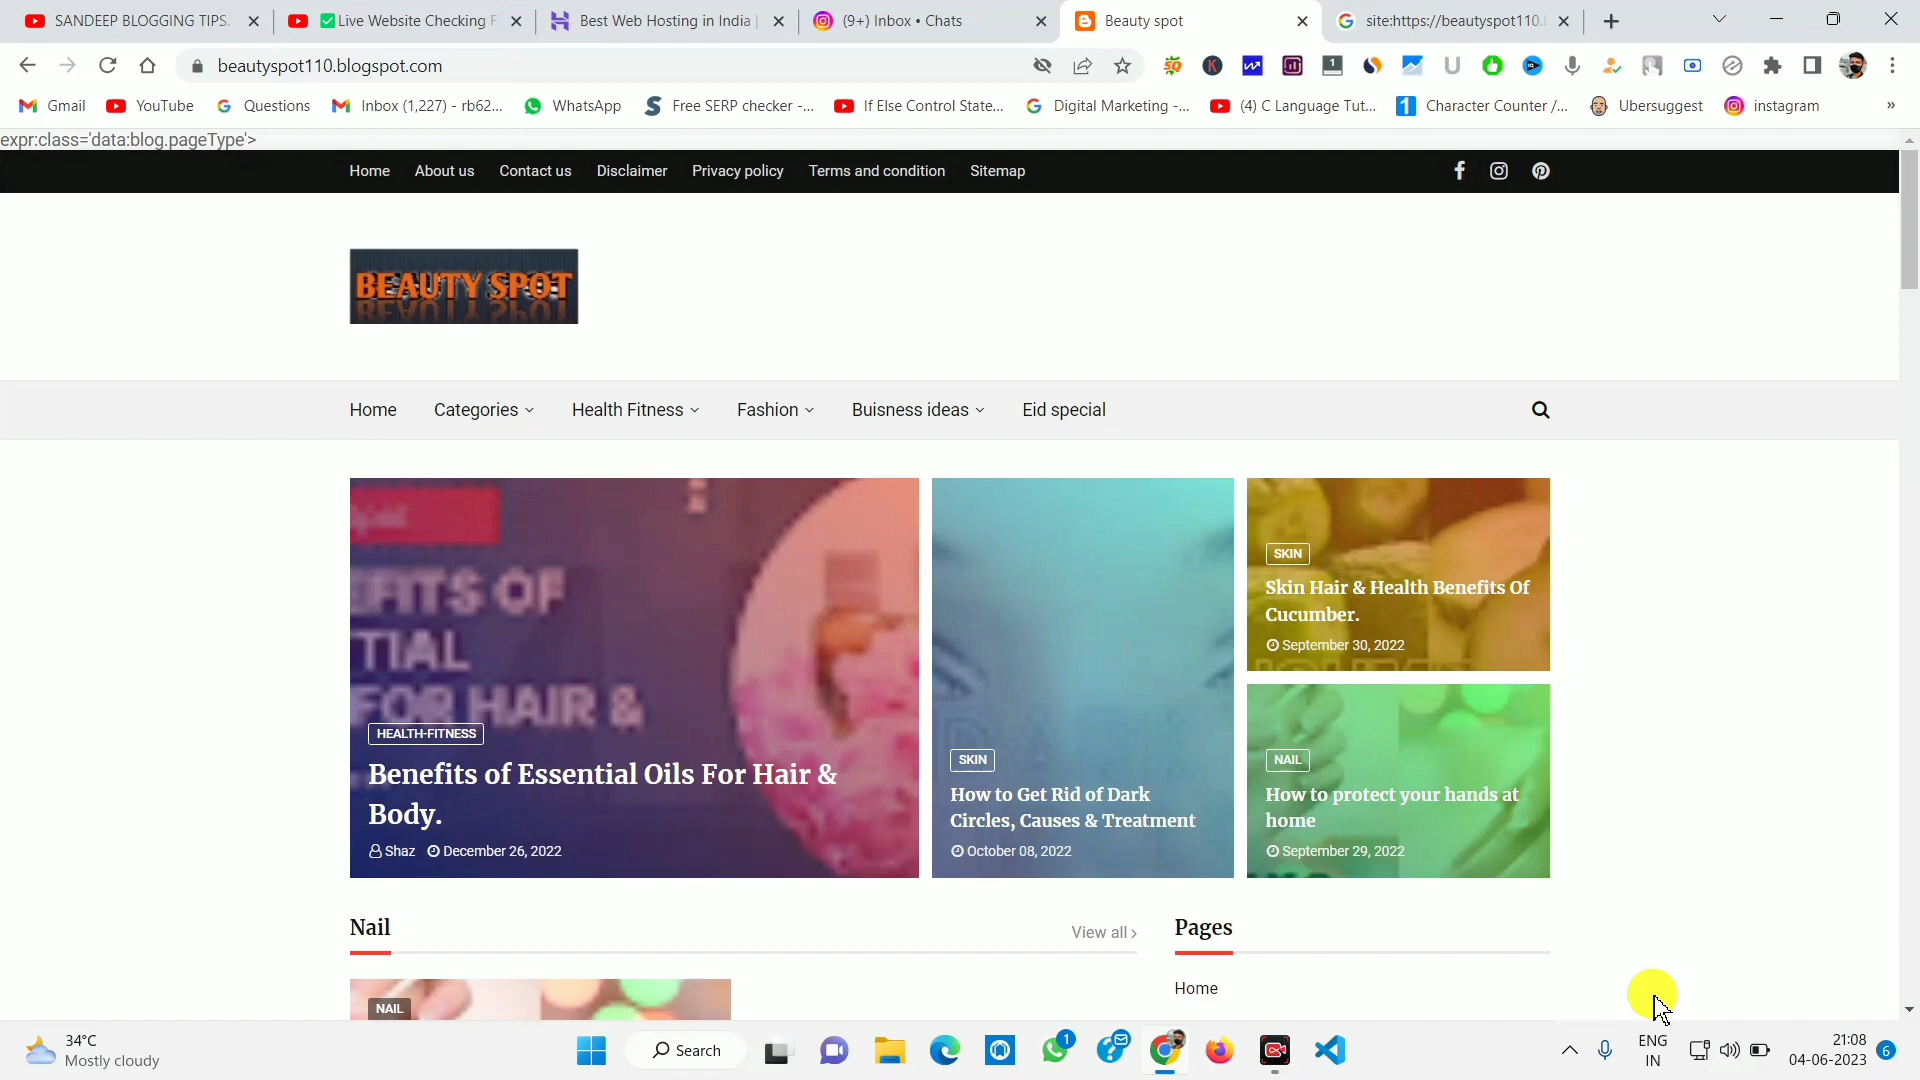 SANDEEP BLOGGING TIPS.
Live Website Checking F
Best Web Hosting in India |
(9+) Inbox • Chats
Beauty spot
site:https://beautyspot110.
beautyspot110.blogspot.com
Gmail
YouTube
Questions
Inbox (1,227) - rb62...
WhatsApp
Free SERP checker -...
If Else Control State...
Digital Marketing -...
(4) C Language Tut...
Character Counter /...
Ubersuggest
instagram
»
expr:class='data:blog.pageType'>
Home About us Contact us Disclaimer Privacy policy Terms and condition Sitemap
BEAUTY SPOT
Home Categories Health Fitness Fashion Buisness ideas Eid special
EFITS OF
TIAL
FOR HAIR &
HEALTH-FITNESS
Benefits of Essential Oils For Hair &
Body.
Shaz December 26, 2022
SKIN
How to Get Rid of Dark
Circles, Causes & Treatment
October 08, 2022
SKIN
Skin Hair & Health Benefits Of
Cucumber.
September 30, 2022
NAIL
How to protect your hands at
home
September 29, 2022
Nail
View all ›
Pages
NAIL
Home
34°C
Mostly cloudy
Search
1
ENG
IN
21:08
04-06-2023
6